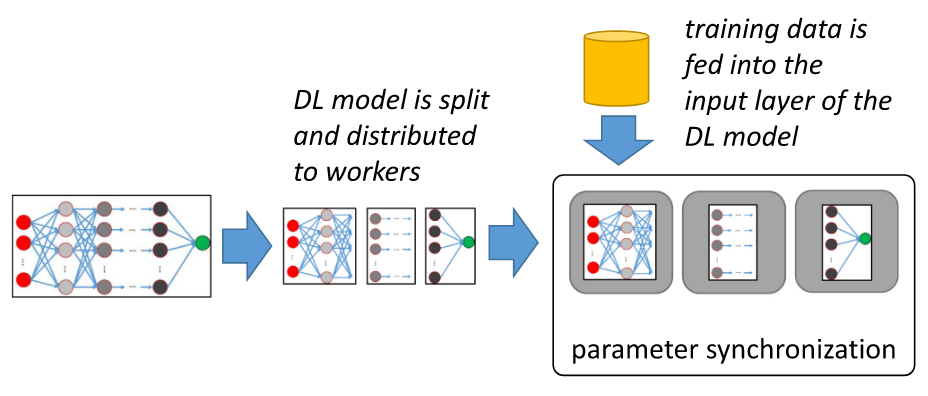 DL model is split
and distributed
to workers
training data is
fed into the
input layer of the
DL model
parameter synchronization